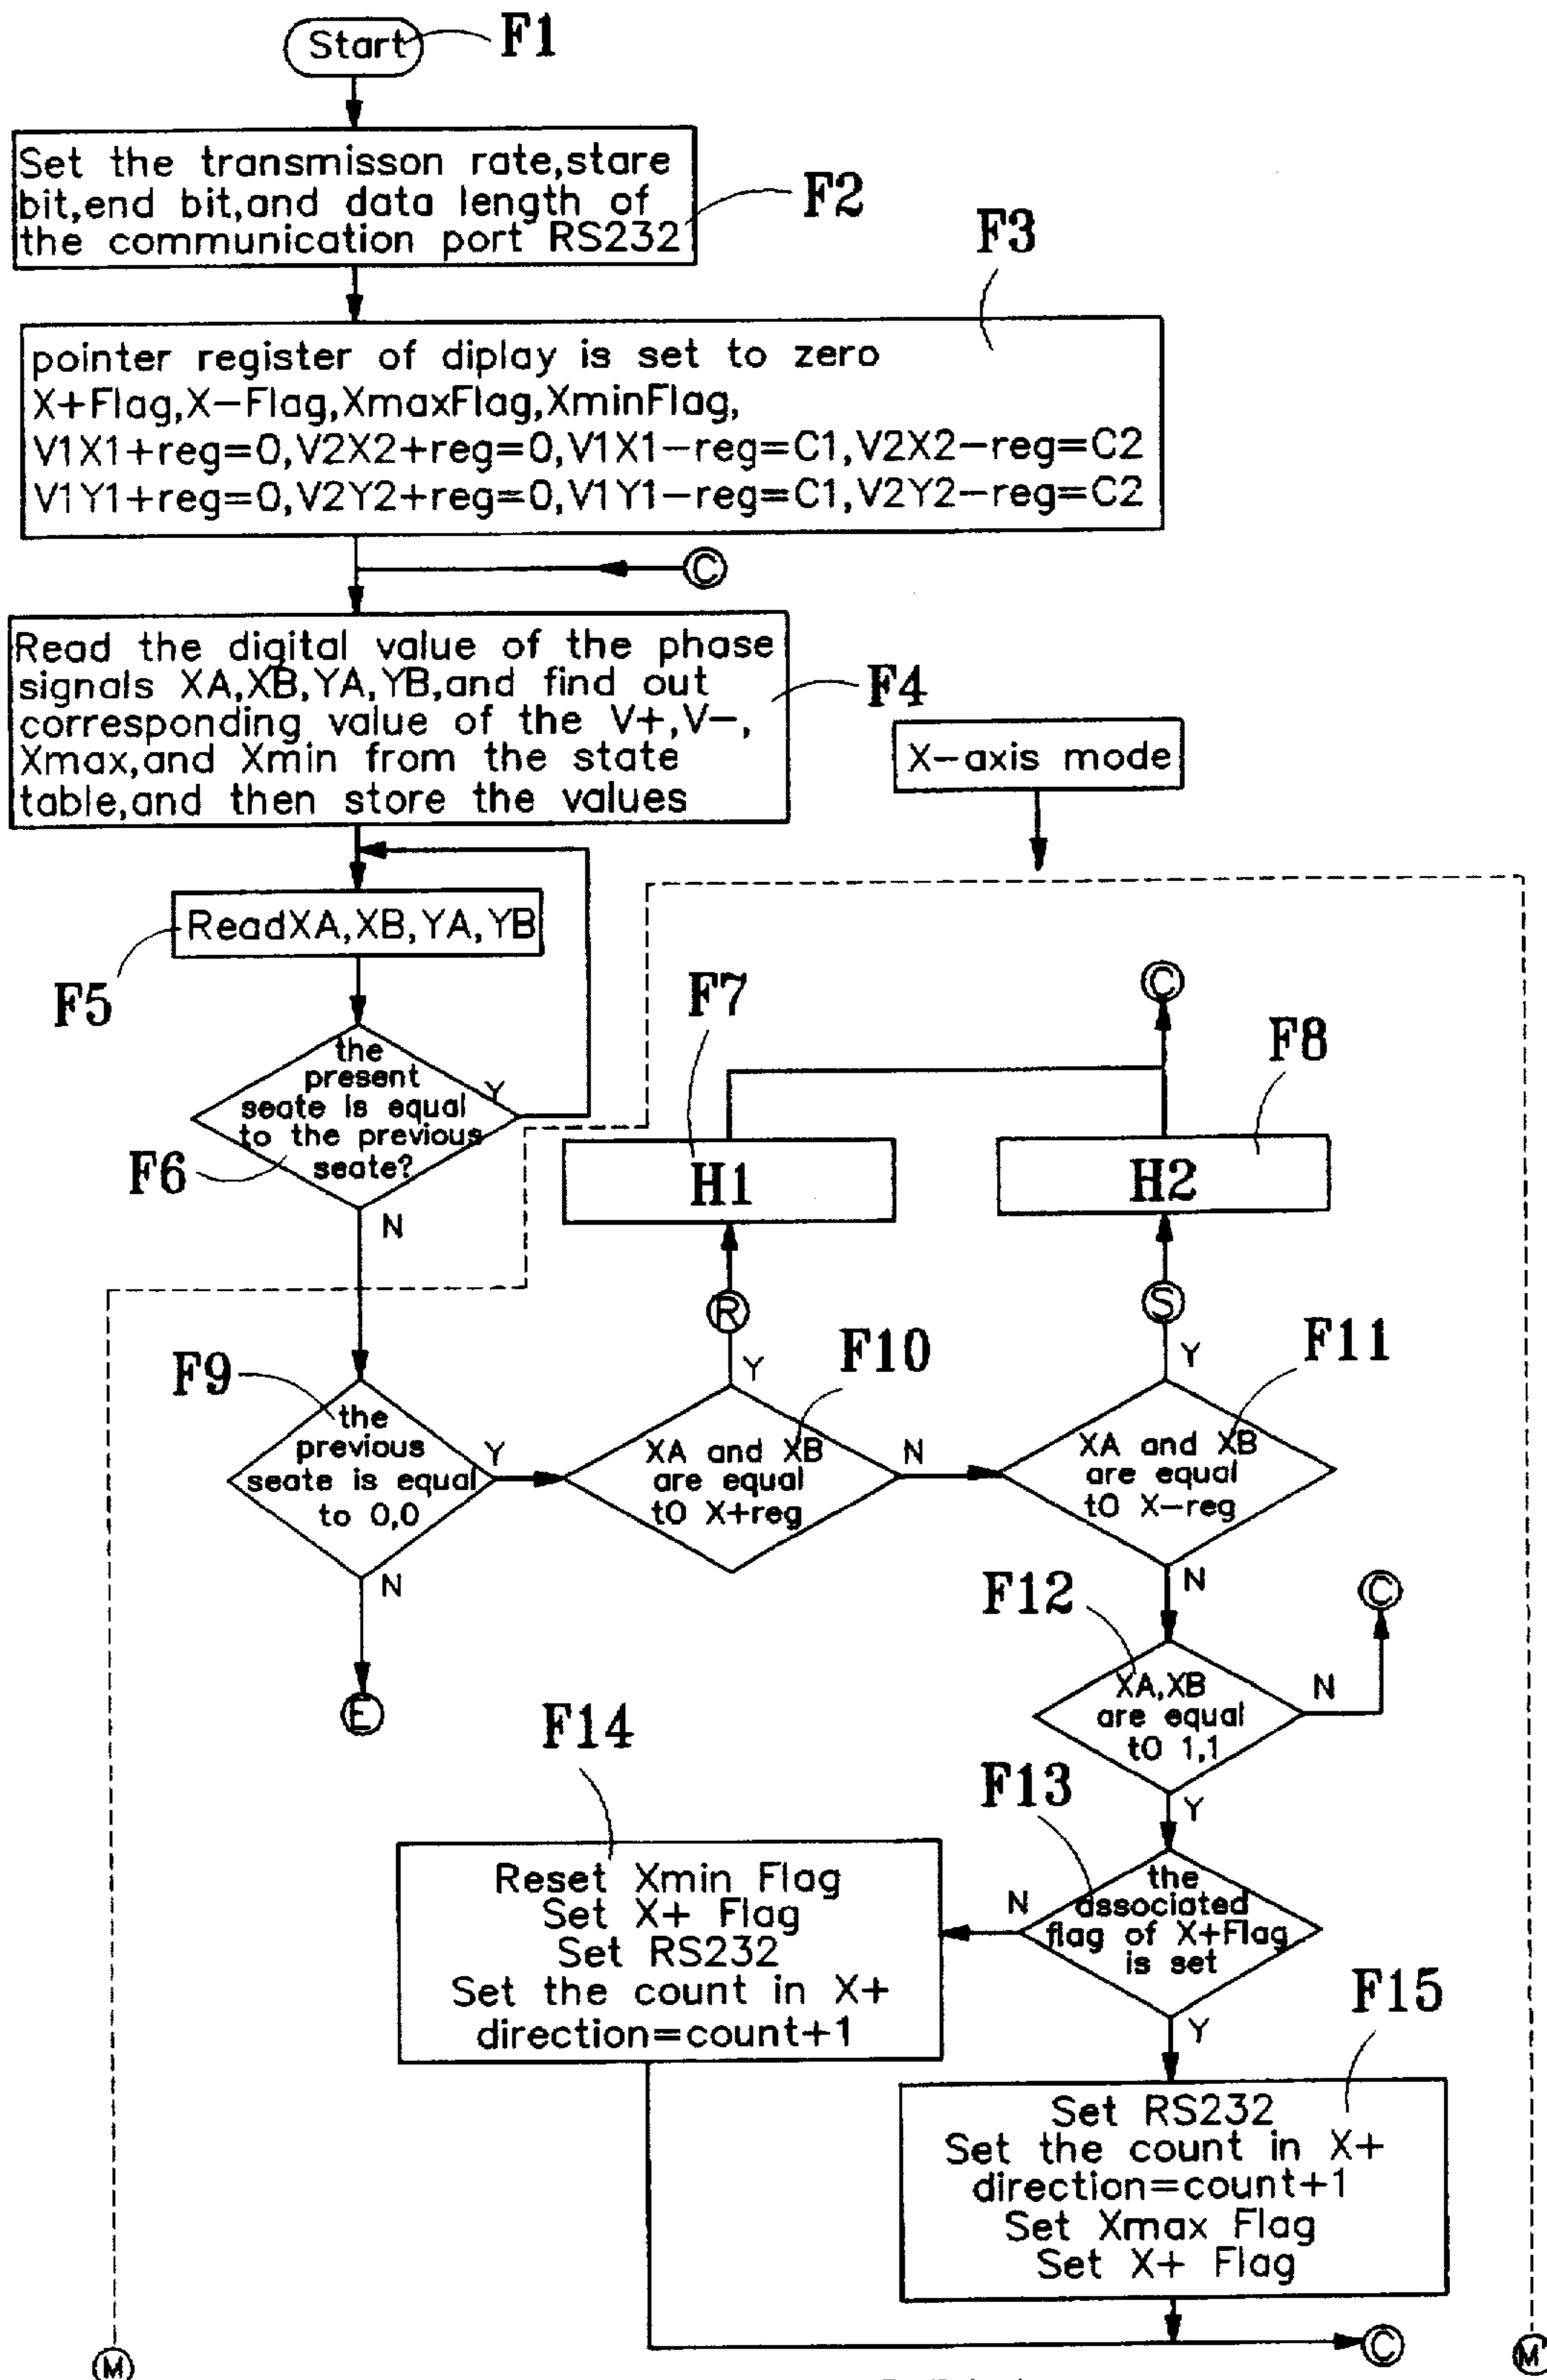 Start
F1
Set the transmisson rate,stare
bit,end bit,and data length of
the communication port RS232
F2
F3
pointer register of diplay is set to zero
X+Flag,X-Flag,XmaxFlag,XminFlag,
V1X1+reg=0,V2X2+reg=0,V1X1-reg=C1,V2X2-reg=C2
V1Y1+reg=0,V2Y2+reg=0,V1Y1-reg=C1,V2Y2-reg=C2
C
Read the digital value of the phase
signals XA,XB,YA,YB,and find out
corresponding value of the V+,V-,
Xmax,and Xmin from the state
table,and then store the values
F4
X-axis mode
ReadXA,XB,YA,YB
F5
the
present
seate is equal
to the previous
seate?
Y
F6
N
F7
C
F8
H1
H2
R
S
F9
the
previous
seate is equal
to 0,0
Y
N
E
F10
Y
XA and XB
are equal
tO X+reg
N
F11
Y
XA and XB
are equal
tO X-reg
N
F12
C
XA,XB
are equal
tO 1,1
N
Y
F13
the
associated
flag of X+Flag
is set
N
Y
F14
Reset Xmin Flag
Set X+ Flag
Set RS232
Set the count in X+
direction=count+1
F15
Set RS232
Set the count in X+
direction=count+1
Set Xmax Flag
Set X+ Flag
C
M
M'